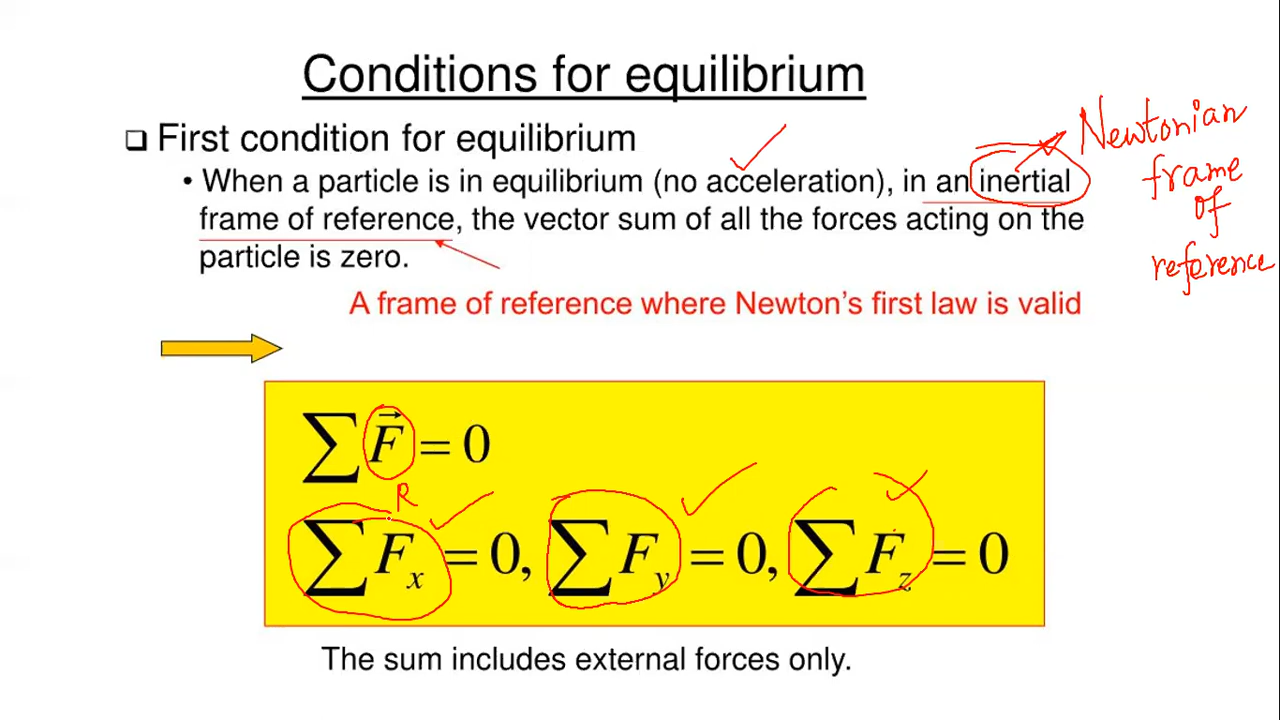 Conditions for equilibrium
❑ First condition for equilibrium
• When a particle is in equilibrium (no acceleration), in an inertial
frame of reference, the vector sum of all the forces acting on the
particle is zero.
Newtonian
frame
of
reference
A frame of reference where Newton's first law is valid
∑ F⃗ = 0
R
∑ Fₓ = 0, ∑ F_y = 0, ∑ F_z = 0
The sum includes external forces only.